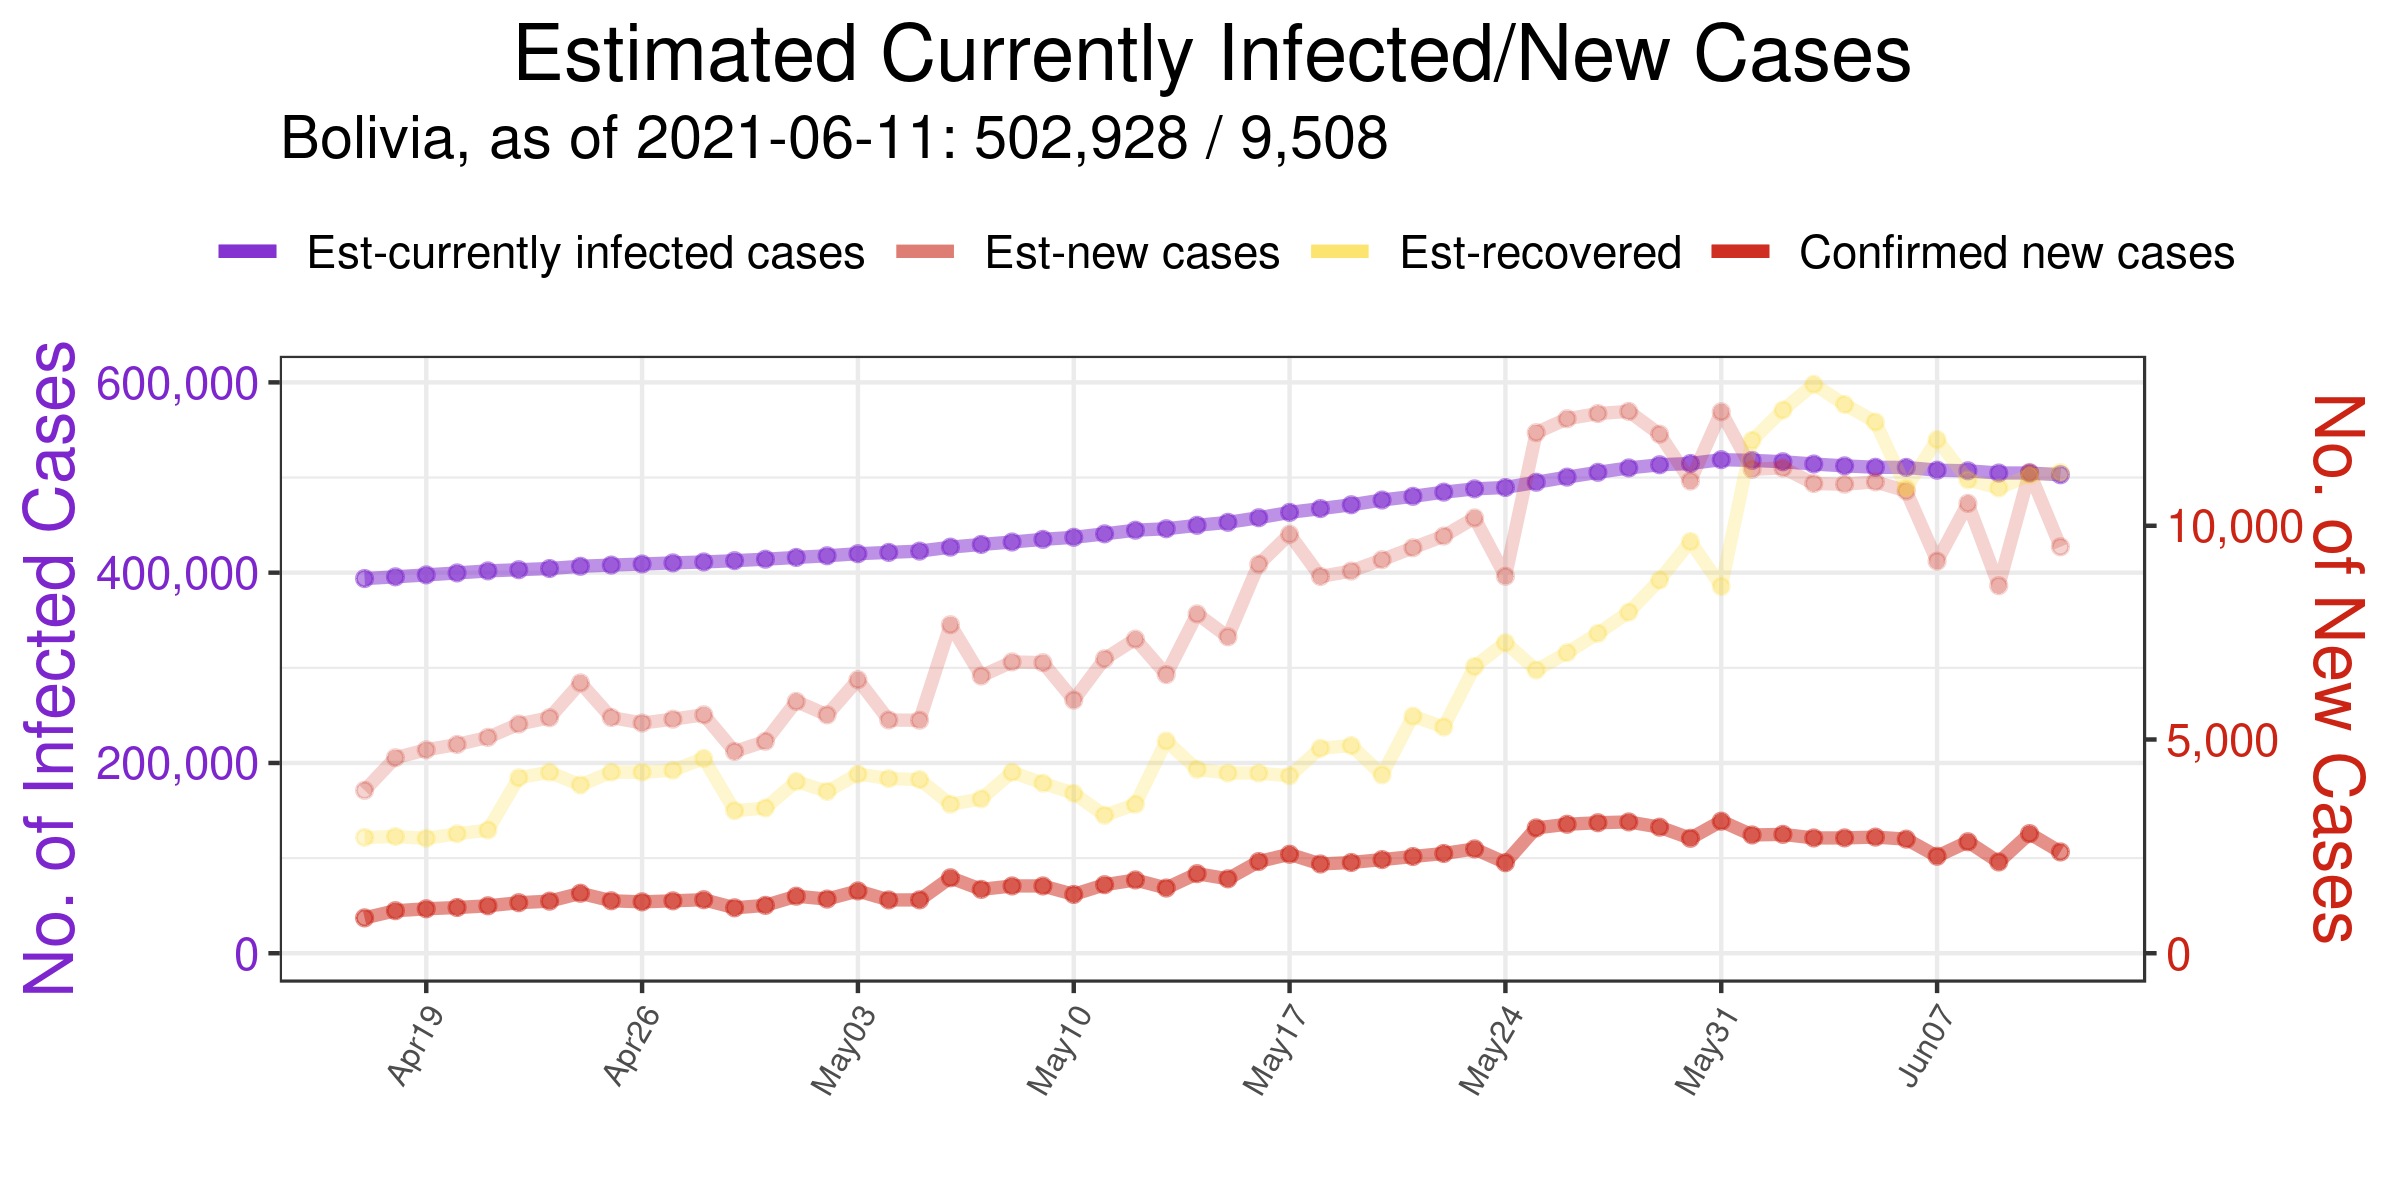 Estimated Currently Infected/New Cases
Bolivia, as of 2021-06-11: 502,928 / 9,508
Est-currently infected cases Est-new cases Est-recovered Confirmed new cases
No. of Infected Cases
600,000
400,000
200,000
0
10,000
5,000
0
No. of New Cases
Apr19 Apr26 May03 May10 May17 May24 May31 Jun07